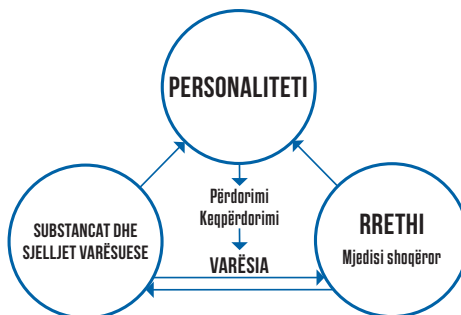 PERSONALITETI
Përdorimi
Keqpërdorimi
VARËSIA
SUBSTANCAT DHE
SJELLJET VARËSUESE
RRETHI
Mjedisi shoqëror